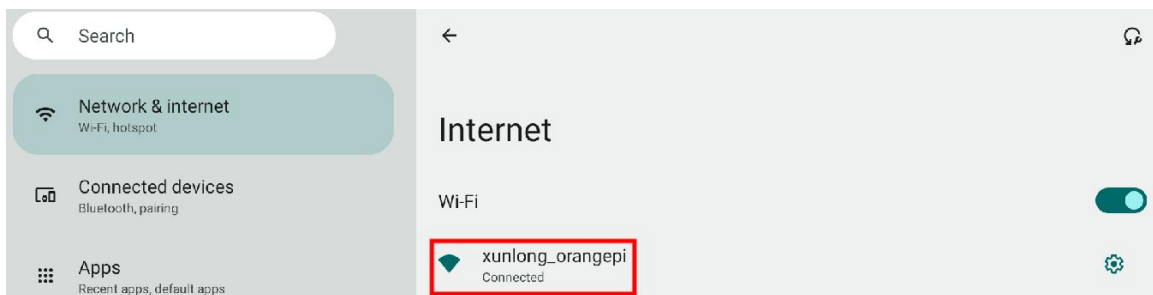 Search
Network & internet
Wi-Fi, hotspot
Connected devices
Bluetooth, pairing
Apps
Recent apps, default apps
Internet
Wi-Fi
xunlong_orangepi
Connected